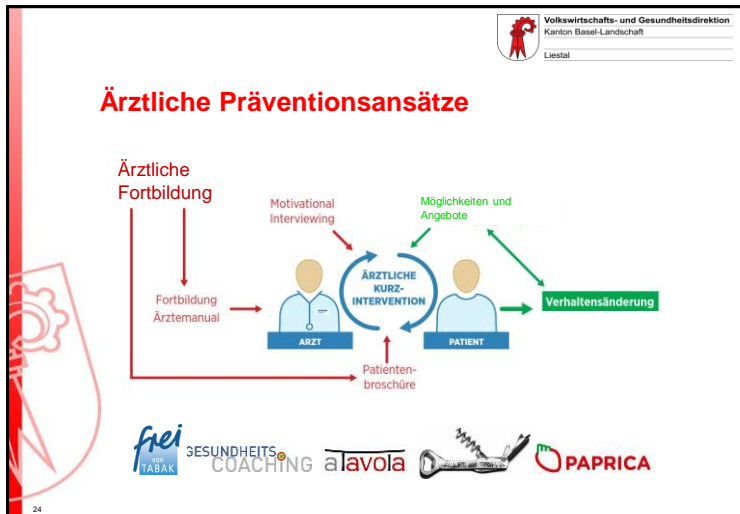 Volkswirtschafts- und Gesundheitsdirektion
Kanton Basel-Landschaft
Liestal
Ärztliche Präventionsansätze
Ärztliche
Fortbildung
Motivational
Interviewing
Möglichkeiten und
Angebote
Fortbildung
Ärztemanual
ÄRZTLICHE
KURZ-
INTERVENTION
Verhaltensänderung
ARZT
PATIENT
Patienten-
broschüre
frei
von
TABAK
GESUNDHEITS
COACHING
aTavola
PAPRICA
24